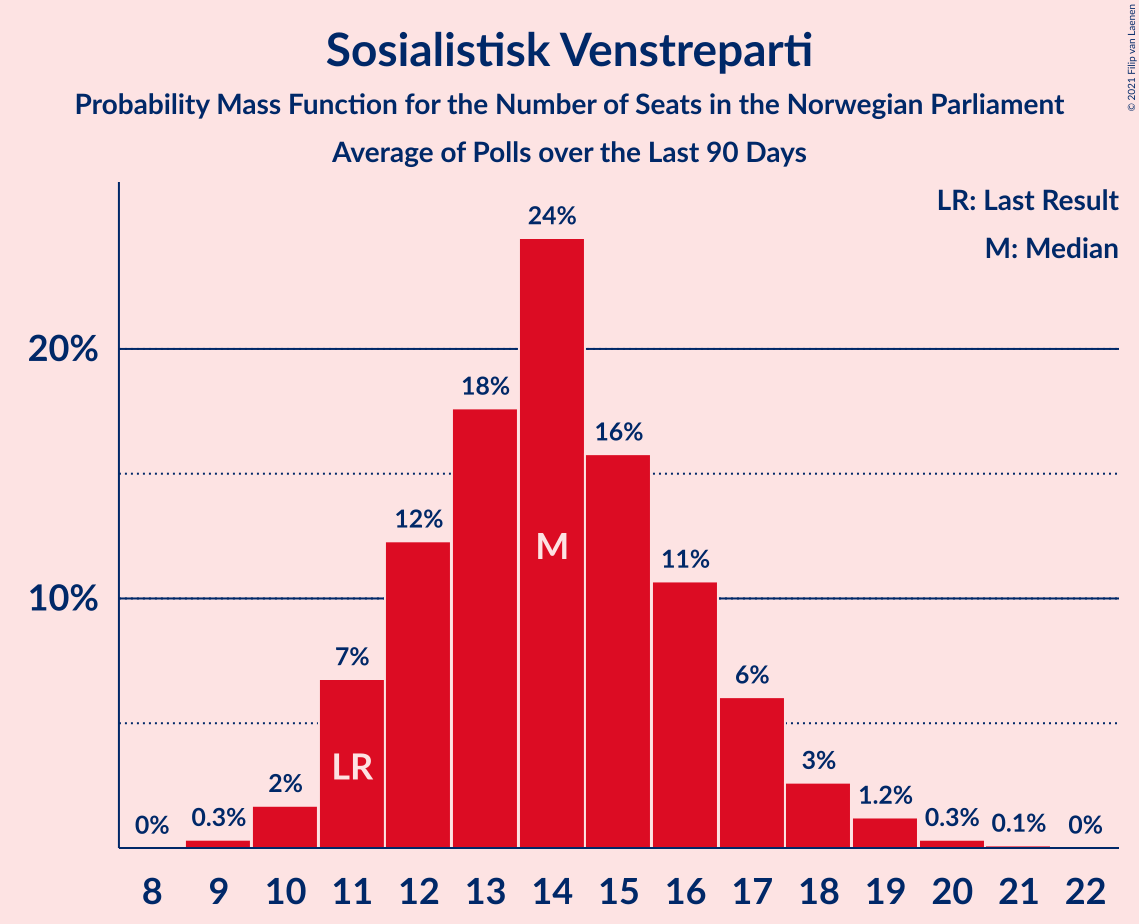 Sosialistisk Venstreparti
Probability Mass Function for the Number of Seats in the Norwegian Parliament
Average of Polls over the Last 90 Days
© 2021 Filip van Laenen
LR: Last Result
M: Median
20%
10%
0%
0.3%
2%
7%
12%
18%
24%
16%
11%
6%
3%
1.2%
0.3%
0.1%
0%
LR
M
8 9 10 11 12 13 14 15 16 17 18 19 20 21 22